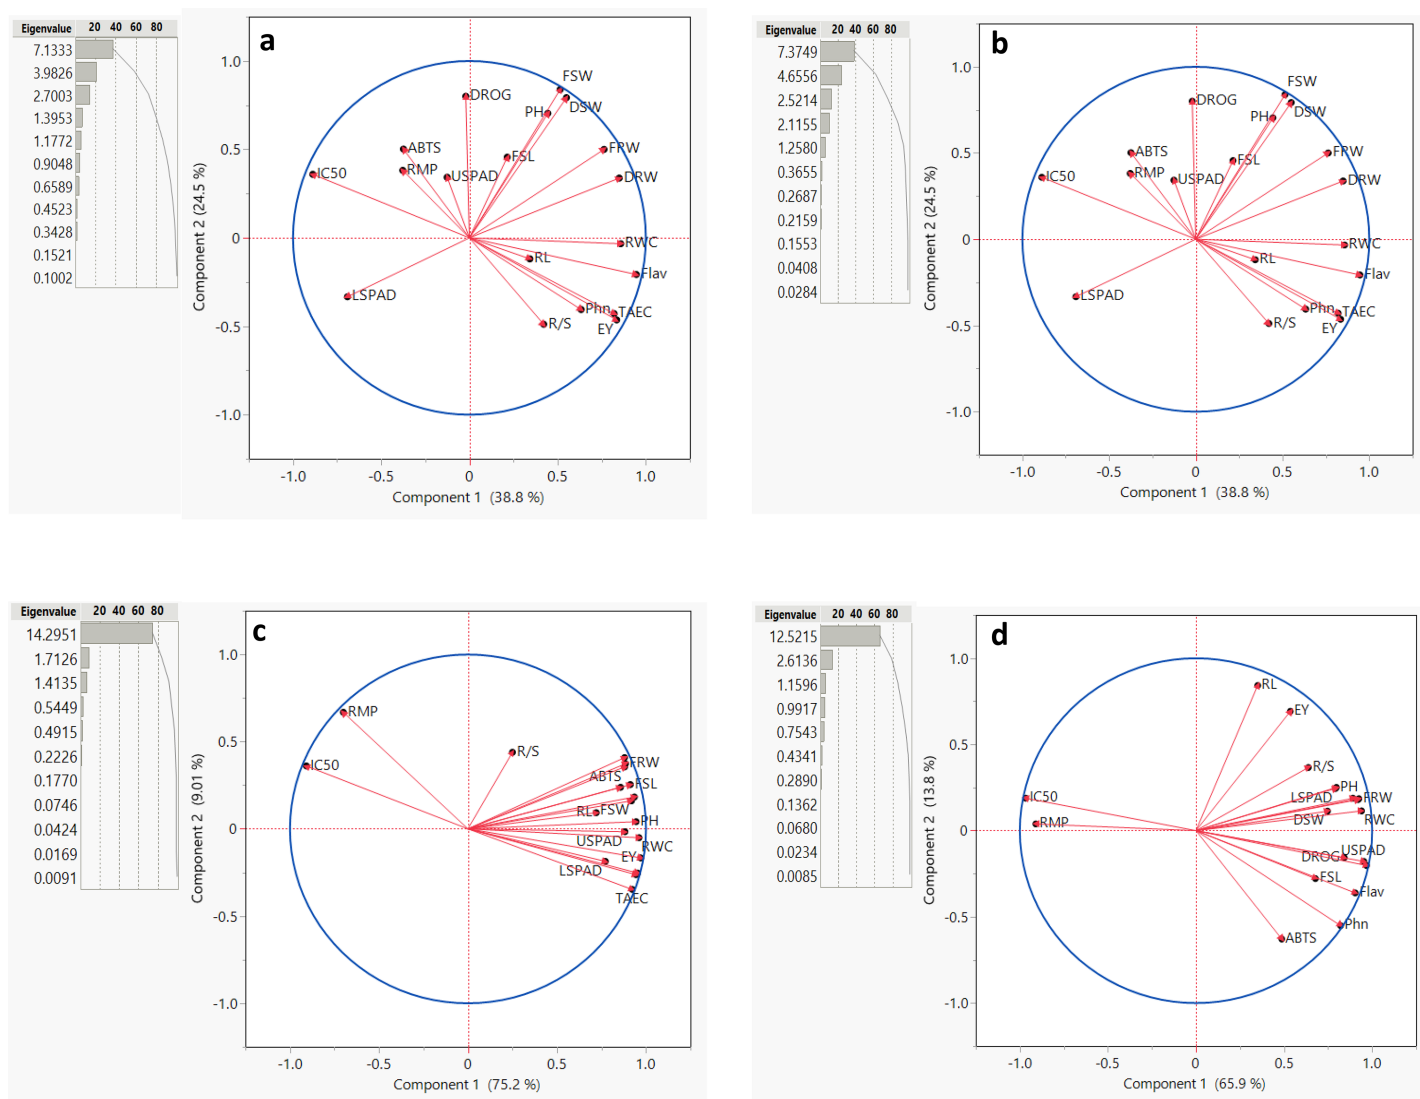 Eigenvalue 20 40 60 80
7.1333
3.9826
2.7003
1.3953
1.1772
0.9048
0.6589
0.4523
0.3428
0.1521
0.1002
a
1.0
0.5
0
-0.5
-1.0
Component 2 (24.5 %)
FSW
DROG
DSW
PH
ABTS
FSL
FRW
IC50
RMP
USPAD
DRW
RWC
RL
Flav
LSPAD
Phn
TAEC
R/S
EY
-1.0 -0.5 0 0.5 1.0
Component 1 (38.8 %)
Eigenvalue 20 40 60 80
7.3749
4.6556
2.5214
2.1155
1.2580
0.3655
0.2687
0.2159
0.1553
0.0408
0.0284
b
1.0
0.5
0
-0.5
-1.0
Component 2 (24.5 %)
FSW
DROG
DSW
PH
ABTS
FSL
FRW
IC50
RMP
USPAD
DRW
RWC
RL
Flav
LSPAD
Phn
TAEC
R/S
EY
-1.0 -0.5 0 0.5 1.0
Component 1 (38.8 %)
Eigenvalue 20 40 60 80
14.2951
1.7126
1.4135
0.5449
0.4915
0.2226
0.1770
0.0746
0.0424
0.0169
0.0091
c
1.0
0.5
0
-0.5
-1.0
Component 2 (9.01 %)
RMP
R/S
IC50
FRW
ABTS
FSL
RL
FSW
PH
USPAD
RWC
EY
LSPAD
TAEC
-1.0 -0.5 0 0.5 1.0
Component 1 (75.2 %)
Eigenvalue 20 40 60 80
12.5215
2.6136
1.1596
0.9917
0.7543
0.4341
0.2890
0.1362
0.0680
0.0234
0.0085
d
1.0
0.5
0
-0.5
-1.0
Component 2 (13.8 %)
RL
EY
R/S
PH
IC50
LSPAD
FRW
RMP
DSW
RWC
DROG
USPAD
FSL
Flav
Phn
ABTS
-1.0 -0.5 0 0.5 1.0
Component 1 (65.9 %)